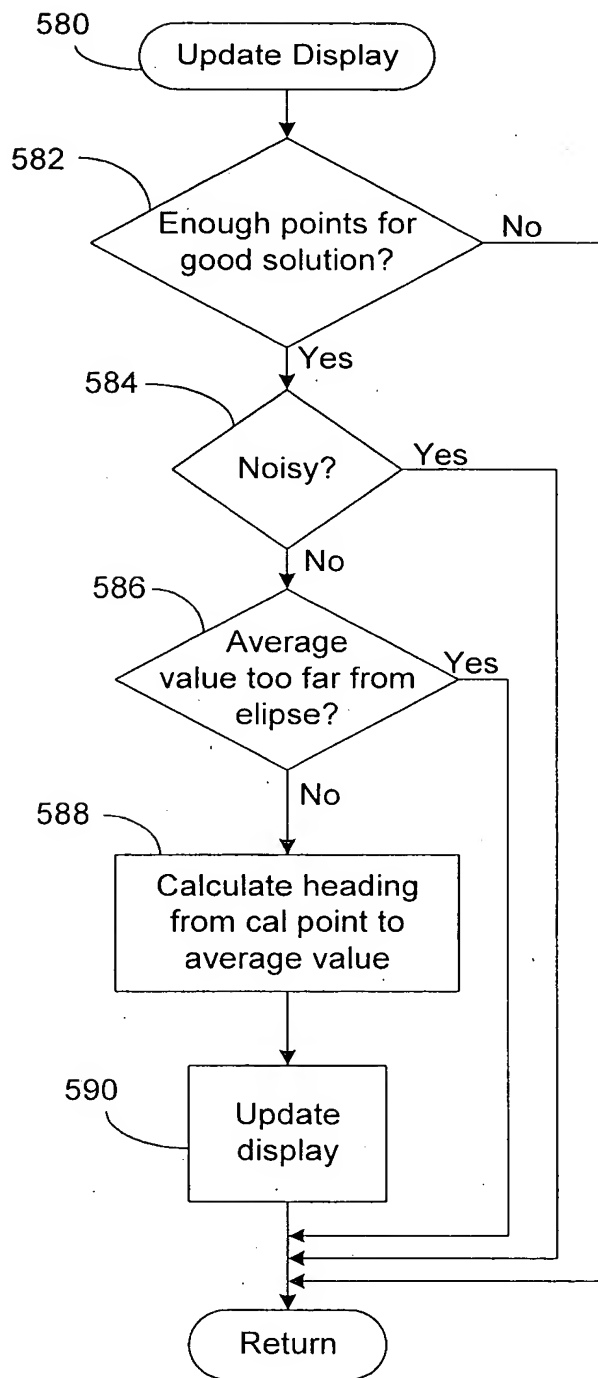 580
Update Display
582
Enough points for
good solution?
No
Yes
584
Noisy?
Yes
No
586
Average
value too far from
elipse?
Yes
No
588
Calculate heading
from cal point to
average value
590
Update
display
Return